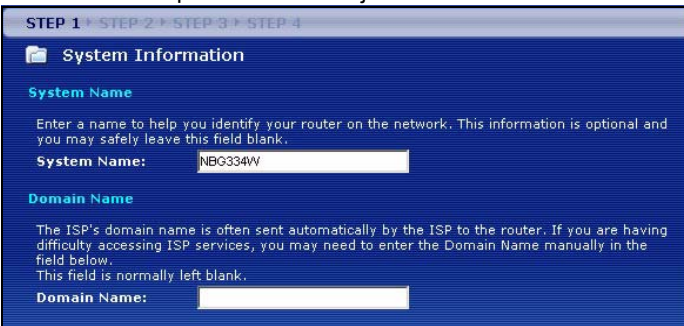 STEP 1 STEP 2 STEP 3 STEP 4
System Information
System Name
Enter a name to help you identify your router on the network. This information is optional and
you may safely leave this field blank.
System Name: NBG334W
Domain Name
The ISP's domain name is often sent automatically by the ISP to the router. If you are having
difficulty accessing ISP services, you may need to enter the Domain Name manually in the
field below.
This field is normally left blank.
Domain Name: